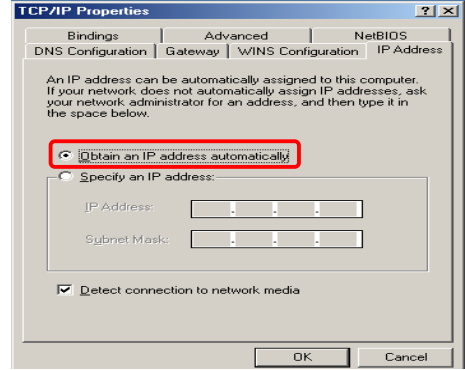 TCP/IP Properties
Bindings Advanced NetBIOS
DNS Configuration Gateway WINS Configuration IP Address
An IP address can be automatically assigned to this computer.
If your network does not automatically assign IP addresses, ask
your network administrator for an address, and then type it in
the space below.
Obtain an IP address automatically
Specify an IP address:
IP Address:
Subnet Mask:
Detect connection to network media
OK Cancel